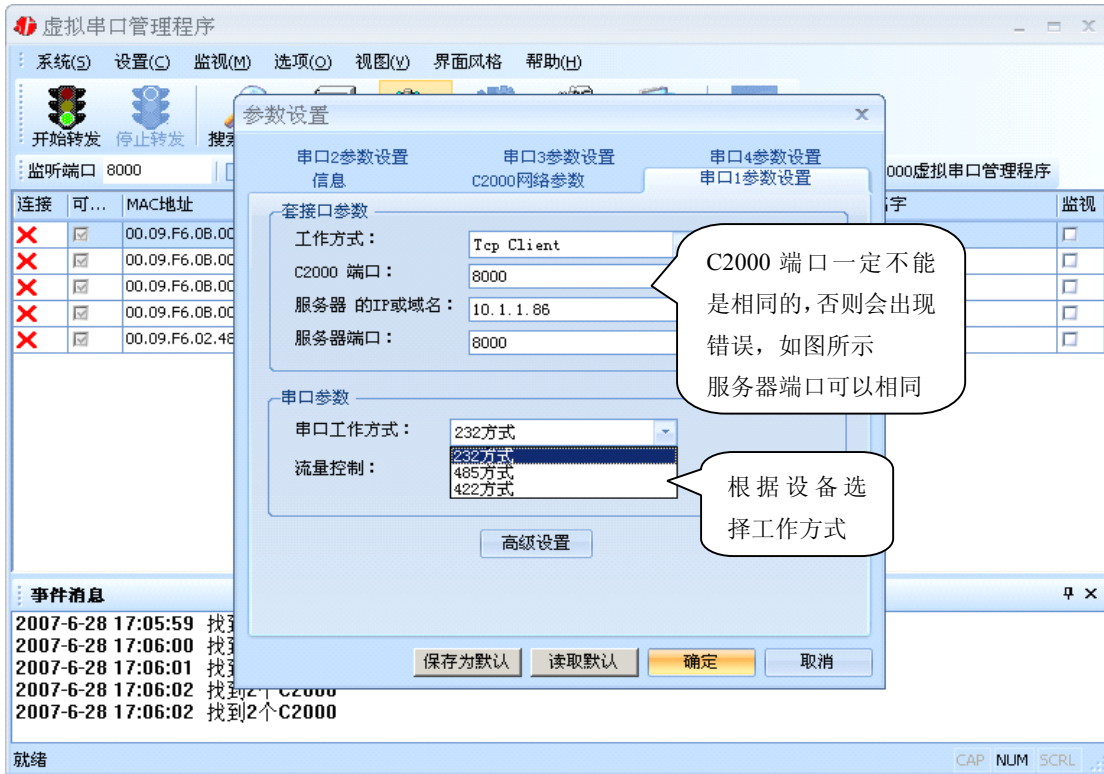 虚拟串口管理程序
系统(S) 设置(C) 监视(M) 选项(O) 视图(V) 界面风格 帮助(H)
开始转发 停止转发
监听端口 8000
000虚拟串口管理程序
连接 可... MAC地址 字 监视
00.09.F6.0B.00
00.09.F6.0B.00
00.09.F6.0B.00
00.09.F6.0B.00
00.09.F6.02.48
参数设置
串口2参数设置 串口3参数设置 串口4参数设置
信息 C2000网络参数 串口1参数设置
套接口参数
工作方式： Tcp Client
C2000 端口： 8000
服务器 的IP或域名： 10.1.1.86
服务器端口： 8000
C2000 端口一定不能
是相同的，否则会出现
错误，如图所示
服务器端口可以相同
串口参数
串口工作方式： 232方式
流量控制：
232方式
485方式
422方式
根据设备选
择工作方式
高级设置
保存为默认 读取默认 确定 取消
事件消息
2007-6-28 17:05:59 找到
2007-6-28 17:06:00 找到
2007-6-28 17:06:01 找到
2007-6-28 17:06:02 找到2个C2000
2007-6-28 17:06:02 找到2个C2000
就绪 CAP NUM SCRL